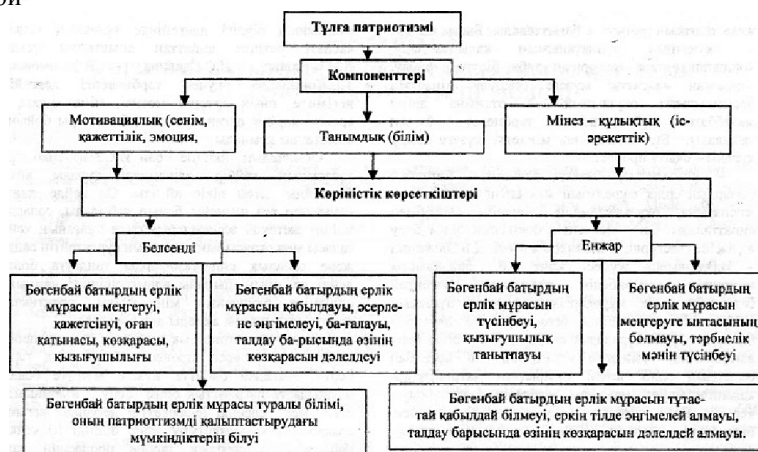 ри
Тұлға патриотизмі
Компоненттері
Мотивациялық (сенім,
қажеттілік, эмоция,
Танымдық (білім)
Мінез – құлықтық (іс-
әрекеттік)
Көріністік көрсеткіштері
Белсенді
Енжар
Бөгенбай батырдың ерлік
мұрасын меңгеруі,
қажетсінуі, оған
қатынасы, көзқарасы,
қызығушылығы
Бөгенбай батырдың ерлік
мұрасын қабылдауы, әсерле-
не әңгімелеуі, ба-ғалауы,
талдау ба-рысында өзінің
көзқарасын дәлелдеуі
Бөгенбай батырдың
ерлік мұрасын
түсінбеуі,
қызығушылық
танытпауы
Бөгенбай батырдың
ерлік мұрасын
меңгеруге ынтасының
болмауы, тәрбиелік
мәнін түсінбеуі
Бөгенбай батырдың ерлік мұрасы туралы білімі,
оның патриоттизмді қалыптастырудағы
мүмкіндіктерін білуі
Бөгенбай батырдың ерлік мұрасын тұтас-
тай қабылдай білмеуі, еркін тілде әңгімелей алмауы,
талдау барысында өзінің көзқарасын дәлелдей алмауы.